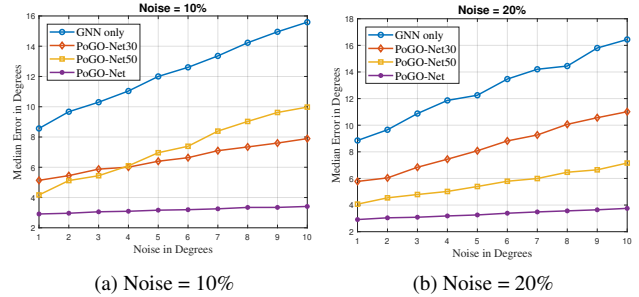 Noise = 10%
16
14
12
10
8
6
4
2
Median Error in Degrees
GNN only
PoGO-Net30
PoGO-Net50
PoGO-Net
1 2 3 4 5 6 7 8 9 10
Noise in Degrees
(a) Noise = 10%
Noise = 20%
18
16
14
12
10
8
6
4
2
Median Error in Degrees
GNN only
PoGO-Net30
PoGO-Net50
PoGO-Net
1 2 3 4 5 6 7 8 9 10
Noise in Degrees
(b) Noise = 20%